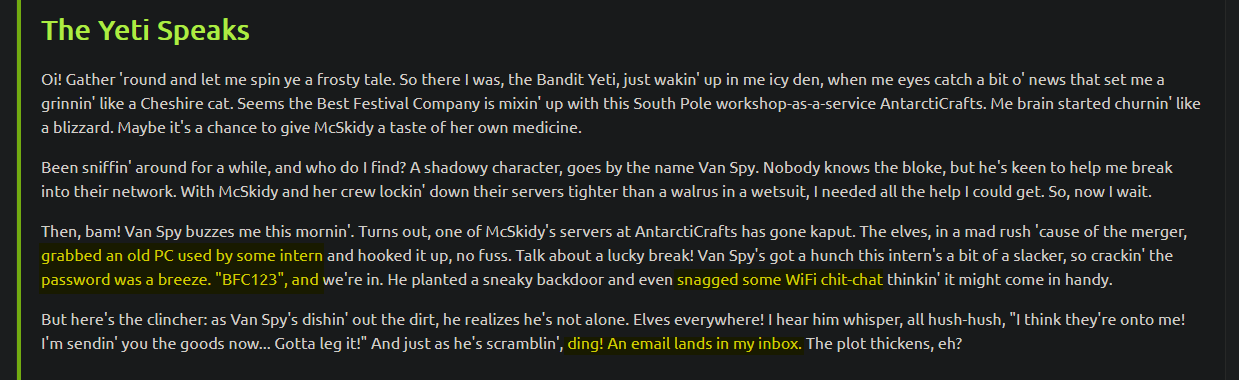 The Yeti Speaks
Oi! Gather 'round and let me spin ye a frosty tale. So there I was, the Bandit Yeti, just wakin' up in me icy den, when me eyes catch a bit o' news that set me a
grinnin' like a Cheshire cat. Seems the Best Festival Company is mixin' up with this South Pole workshop-as-a-service AntarctiCrafts. Me brain started churnin' like
a blizzard. Maybe it's a chance to give McSkidy a taste of her own medicine.
Been sniffin' around for a while, and who do I find? A shadowy character, goes by the name Van Spy. Nobody knows the bloke, but he's keen to help me break
into their network. With McSkidy and her crew lockin' down their servers tighter than a walrus in a wetsuit, I needed all the help I could get. So, now I wait.
Then, bam! Van Spy buzzes me this mornin'. Turns out, one of McSkidy's servers at AntarctiCrafts has gone kaput. The elves, in a mad rush 'cause of the merger,
grabbed an old PC used by some intern and hooked it up, no fuss. Talk about a lucky break! Van Spy's got a hunch this intern's a bit of a slacker, so crackin' the
password was a breeze. "BFC123", and we're in. He planted a sneaky backdoor and even snagged some WiFi chit-chat thinkin' it might come in handy.
But here's the clincher: as Van Spy's dishin' out the dirt, he realizes he's not alone. Elves everywhere! I hear him whisper, all hush-hush, "I think they're onto me!
I'm sendin' you the goods now... Gotta leg it!" And just as he's scramblin', ding! An email lands in my inbox. The plot thickens, eh?